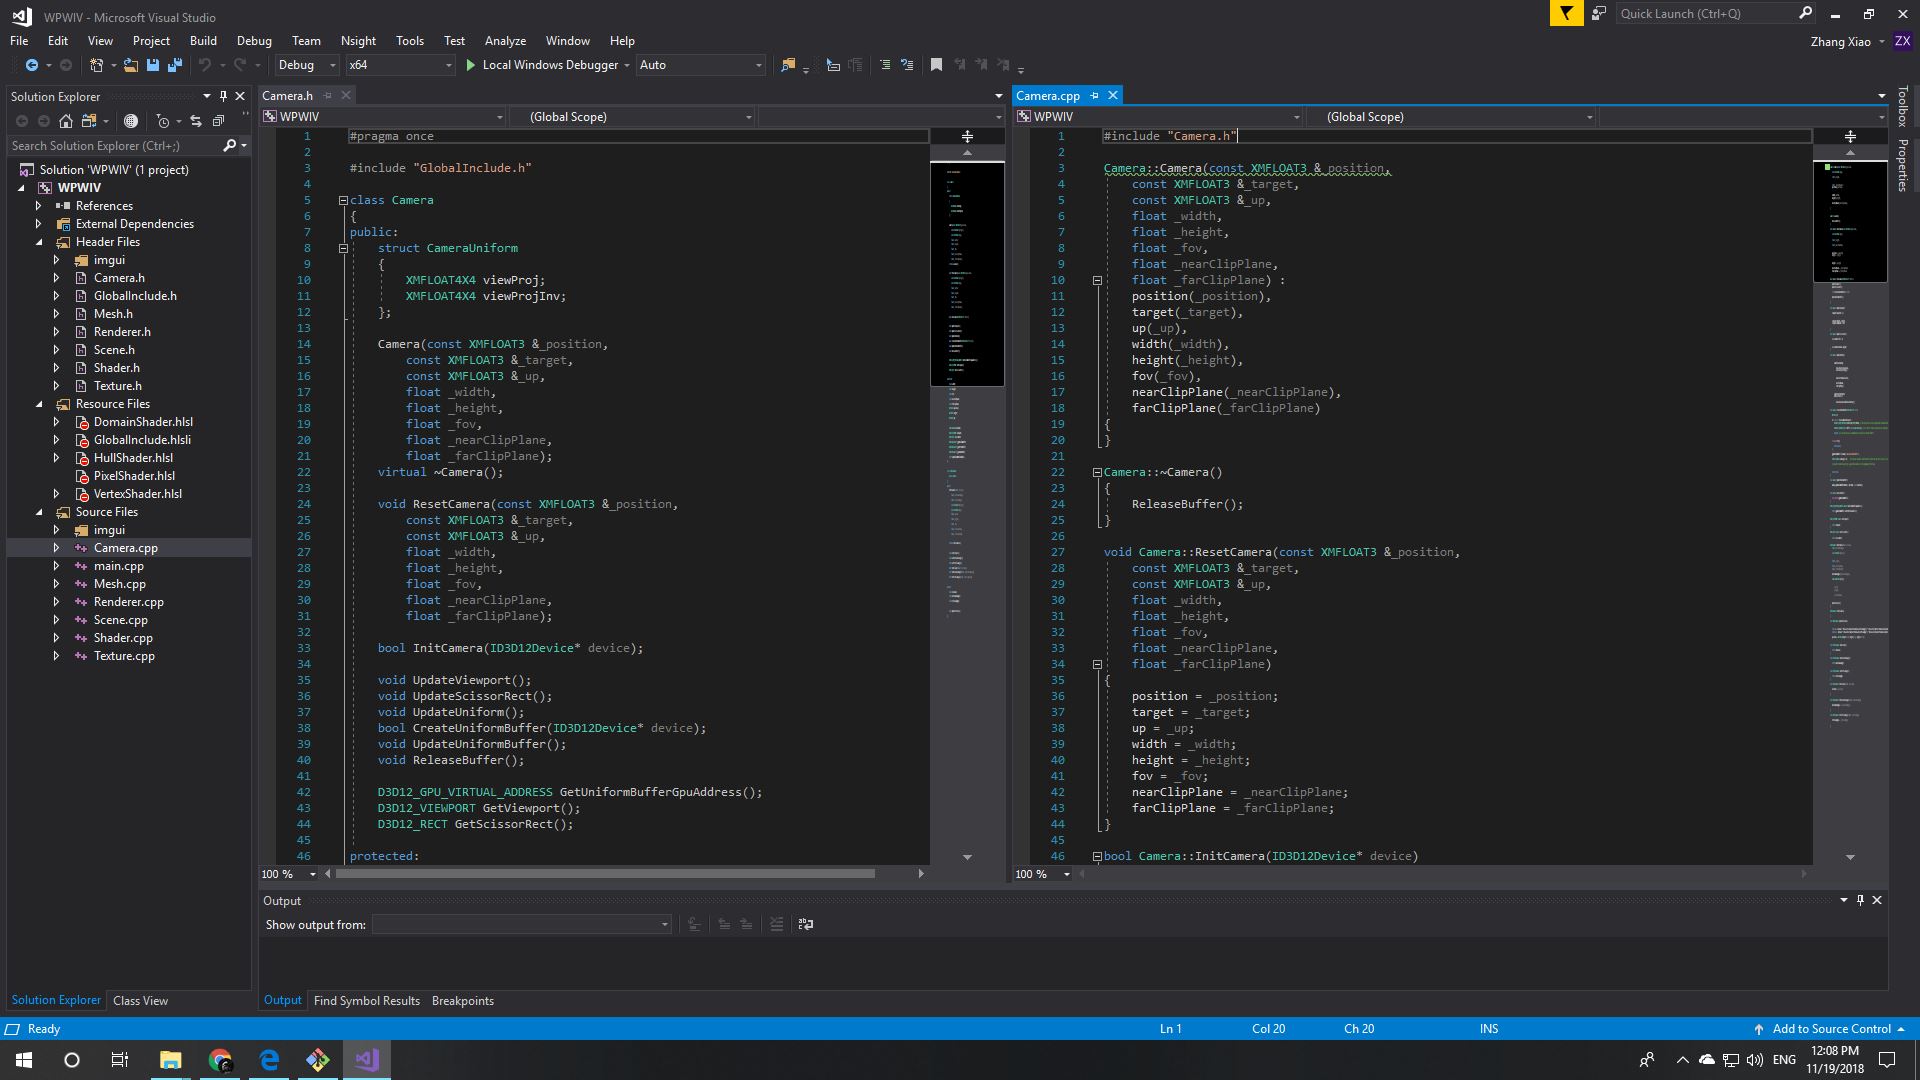 WPWIV - Microsoft Visual Studio
Quick Launch (Ctrl+Q)
File Edit View Project Build Debug Team Nsight Tools Test Analyze Window Help
Zhang Xiao ZX
Debug x64 Local Windows Debugger Auto
Solution Explorer
Search Solution Explorer (Ctrl+;)
Solution 'WPWIV' (1 project)
WPWIV
References
External Dependencies
Header Files
imgui
Camera.h
GlobalInclude.h
Mesh.h
Renderer.h
Scene.h
Shader.h
Texture.h
Resource Files
DomainShader.hlsl
GlobalInclude.hlsli
HullShader.hlsl
PixelShader.hlsl
VertexShader.hlsl
Source Files
imgui
Camera.cpp
main.cpp
Mesh.cpp
Renderer.cpp
Scene.cpp
Shader.cpp
Texture.cpp
Solution Explorer Class View
Camera.h
WPWIV (Global Scope)
1 #pragma once
2
3 #include "GlobalInclude.h"
4
5 class Camera
6 {
7 public:
8 struct CameraUniform
9 {
10 XMFLOAT4X4 viewProj;
11 XMFLOAT4X4 viewProjInv;
12 };
13
14 Camera(const XMFLOAT3 &_position,
15 const XMFLOAT3 &_target,
16 const XMFLOAT3 &_up,
17 float _width,
18 float _height,
19 float _fov,
20 float _nearClipPlane,
21 float _farClipPlane);
22 virtual ~Camera();
23
24 void ResetCamera(const XMFLOAT3 &_position,
25 const XMFLOAT3 &_target,
26 const XMFLOAT3 &_up,
27 float _width,
28 float _height,
29 float _fov,
30 float _nearClipPlane,
31 float _farClipPlane);
32
33 bool InitCamera(ID3D12Device* device);
34
35 void UpdateViewport();
36 void UpdateScissorRect();
37 void UpdateUniform();
38 bool CreateUniformBuffer(ID3D12Device* device);
39 void UpdateUniformBuffer();
40 void ReleaseBuffer();
41
42 D3D12_GPU_VIRTUAL_ADDRESS GetUniformBufferGpuAddress();
43 D3D12_VIEWPORT GetViewport();
44 D3D12_RECT GetScissorRect();
45
46 protected:
100 %
Camera.cpp
WPWIV (Global Scope)
1 #include "Camera.h"
2
3 Camera::Camera(const XMFLOAT3 &_position,
4 const XMFLOAT3 &_target,
5 const XMFLOAT3 &_up,
6 float _width,
7 float _height,
8 float _fov,
9 float _nearClipPlane,
10 float _farClipPlane) :
11 position(_position),
12 target(_target),
13 up(_up),
14 width(_width),
15 height(_height),
16 fov(_fov),
17 nearClipPlane(_nearClipPlane),
18 farClipPlane(_farClipPlane)
19 {
20 }
21
22 Camera::~Camera()
23 {
24 ReleaseBuffer();
25 }
26
27 void Camera::ResetCamera(const XMFLOAT3 &_position,
28 const XMFLOAT3 &_target,
29 const XMFLOAT3 &_up,
30 float _width,
31 float _height,
32 float _fov,
33 float _nearClipPlane,
34 float _farClipPlane)
35 {
36 position = _position;
37 target = _target;
38 up = _up;
39 width = _width;
40 height = _height;
41 fov = _fov;
42 nearClipPlane = _nearClipPlane;
43 farClipPlane = _farClipPlane;
44 }
45
46 bool Camera::InitCamera(ID3D12Device* device)
100 %
Toolbox
Properties
Output
Show output from:
Output Find Symbol Results Breakpoints
Ready Ln 1 Col 20 Ch 20 INS Add to Source Control
ENG
12:08 PM
11/19/2018